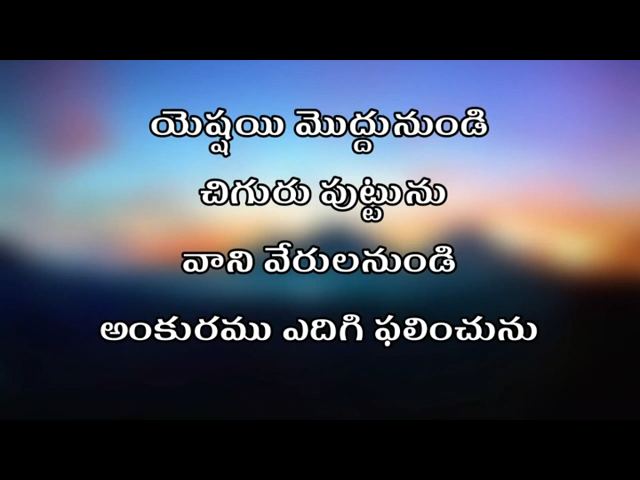 యెష్షయి మొద్దునుండి
చిగురు పుట్టును
వాని వేరులనుండి
అంకురము ఎదిగి ఫలించును